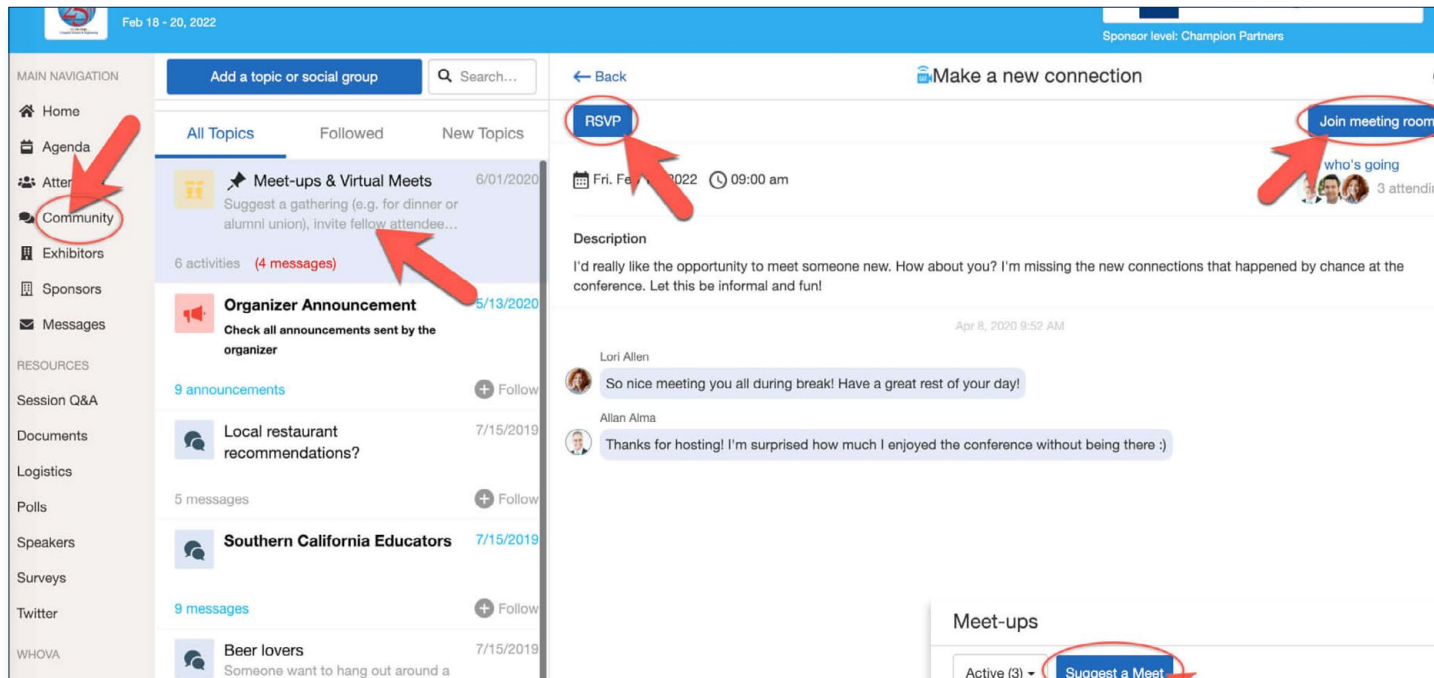 Feb 18 - 20, 2022
Sponsor level: Champion Partners
MAIN NAVIGATION
Home
Agenda
Community
Exhibitors
Sponsors
Messages
RESOURCES
Session Q&A
Documents
Logistics
Polls
Speakers
Surveys
Twitter
WHOVA
Add a topic or social group
Search...
All Topics
Followed
New Topics
Meet-ups & Virtual Meets
6/01/2020
Suggest a gathering (e.g. for dinner or
alumni union), invite fellow attendee...
6 activities (4 messages)
Organizer Announcement
5/13/2020
Check all announcements sent by the
organizer
9 announcements
Follow
Local restaurant
7/15/2019
recommendations?
5 messages
Follow
Southern California Educators
7/15/2019
9 messages
Follow
Beer lovers
7/15/2019
Someone want to hang out around a
Back
Make a new connection
RSVP
Join meeting room
who's going
Fri. 2022
09:00 am
3
Description
I'd really like the opportunity to meet someone new. How about you? I'm missing the new connections that happened by chance at the
conference. Let this be informal and fun!
Apr 8, 2020 9:52 AM
Lori Allen
So nice meeting you all during break! Have a great rest of your day!
Allan Alma
Thanks for hosting! I'm surprised how much I enjoyed the conference without being there :)
Meet-ups
Active (3)
Suggest a Meet